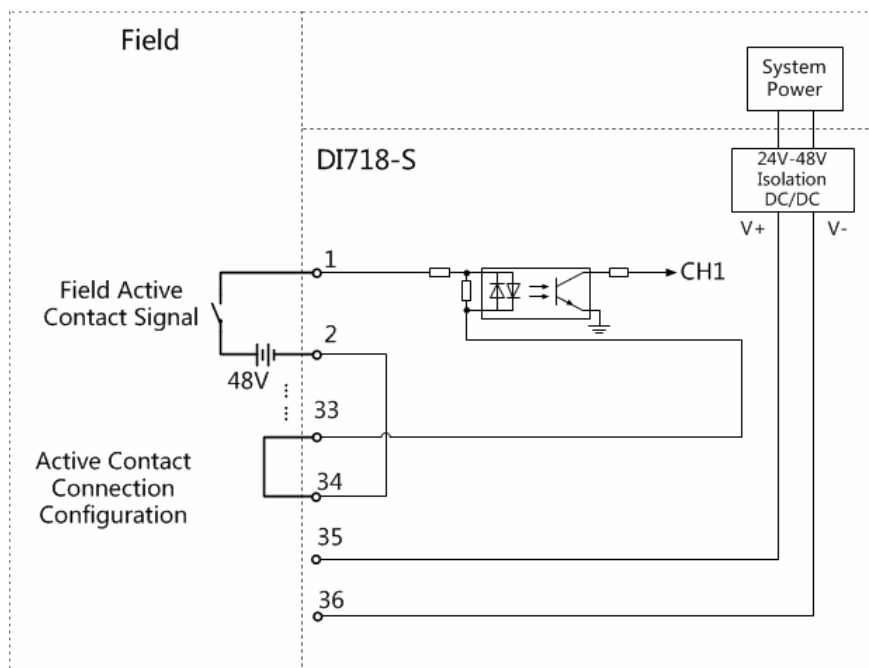 Field
System
Power
DI718-S
24V-48V
Isolation
DC/DC
V+
V-
1
CH1
Field Active
Contact Signal
2
48V
33
Active Contact
Connection
Configuration
34
35
36